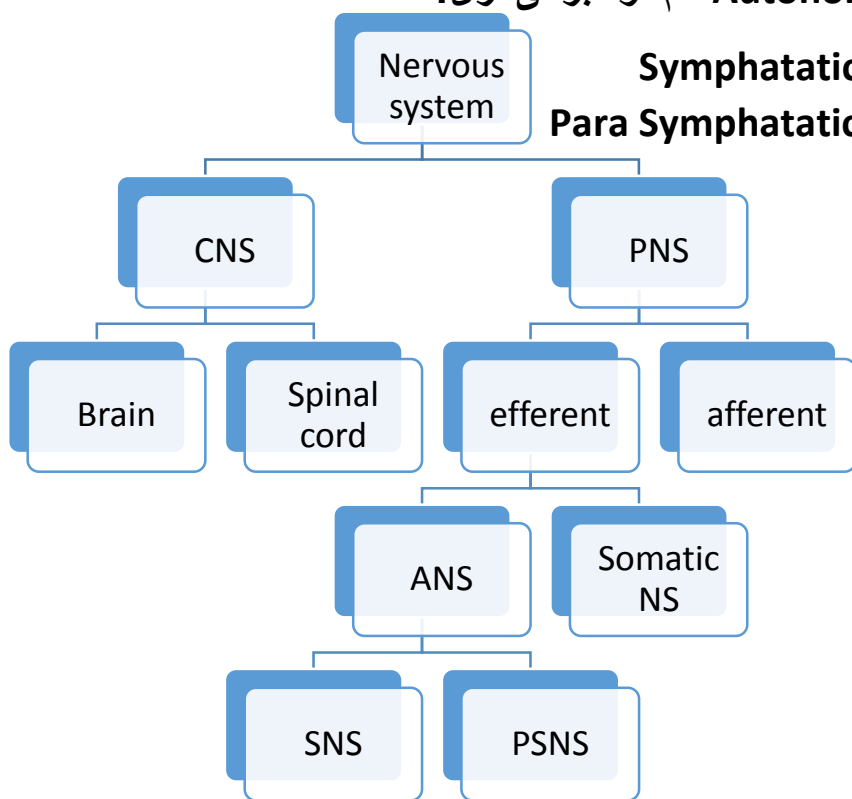 Nervous
system
Symphatatic
Para Symphatatic
CNS
PNS
Brain
Spinal
cord
efferent
afferent
ANS
Somatic
NS
SNS
PSNS